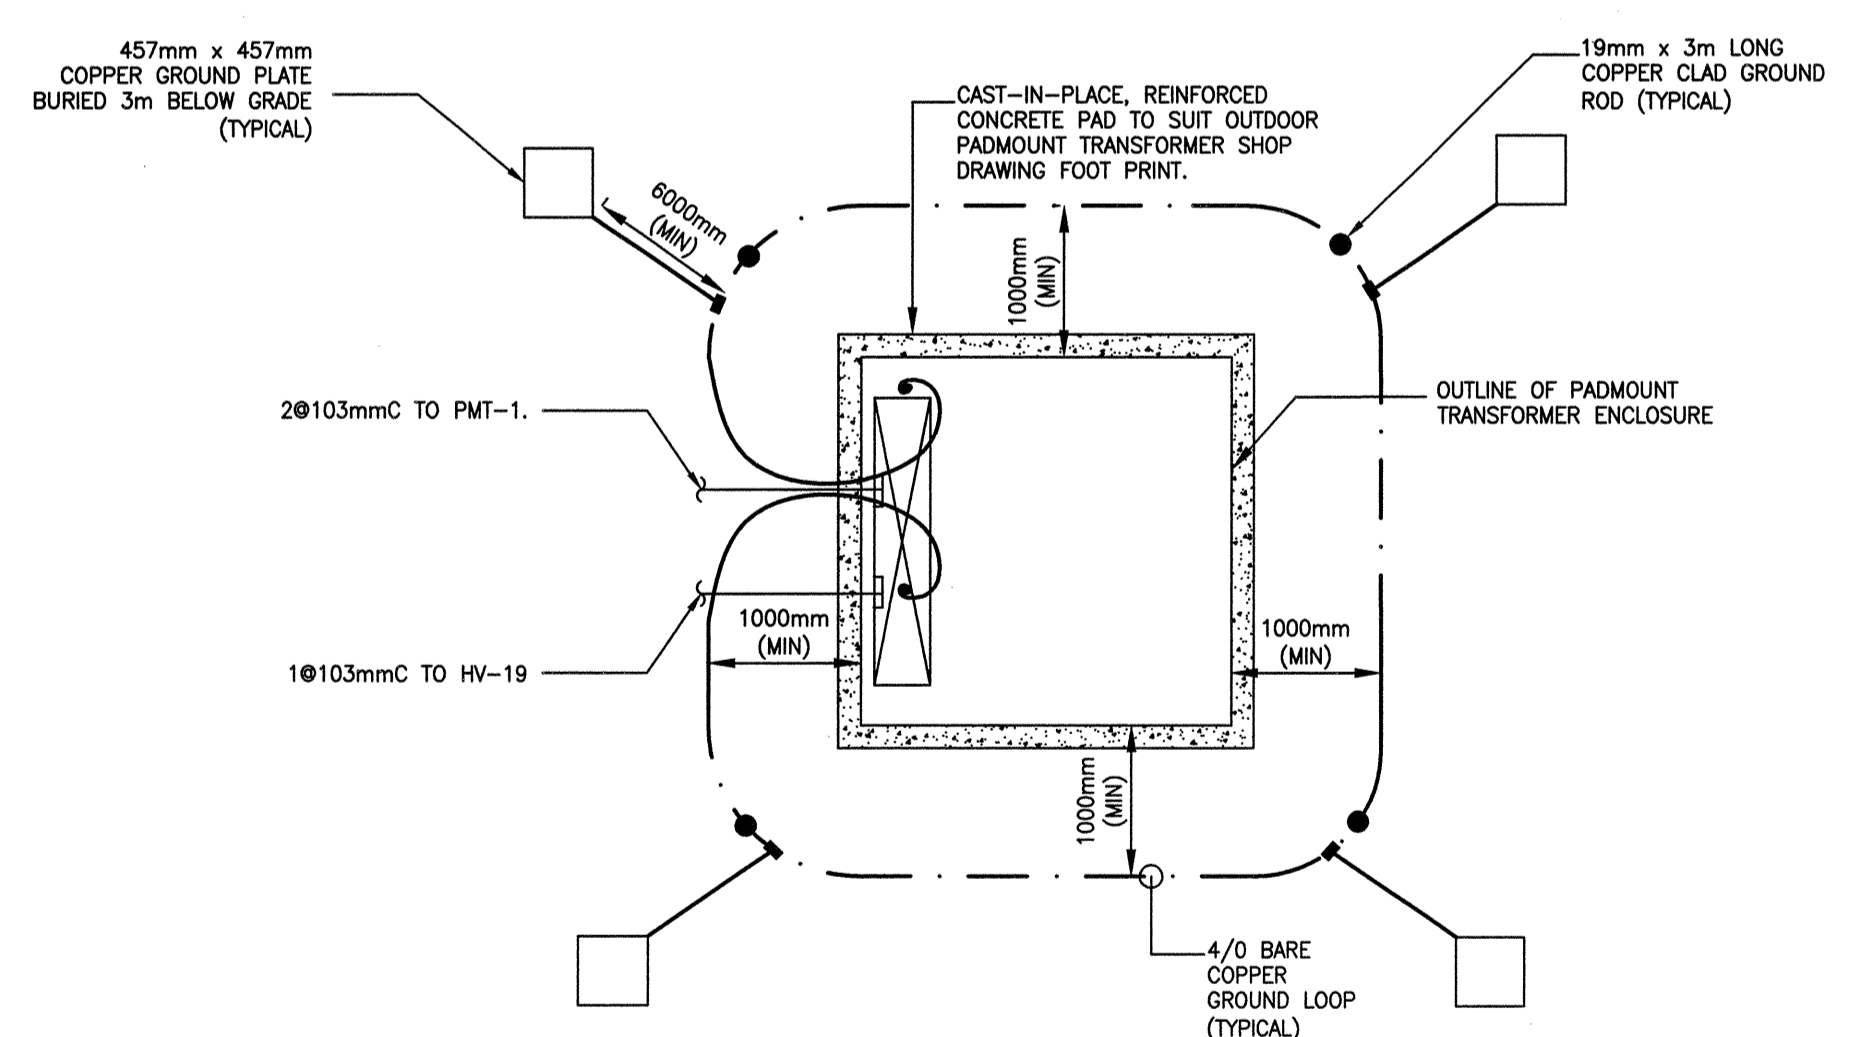 457mm x 457mm
COPPER GROUND PLATE
BURIED 3m BELOW GRADE
(TYPICAL)
19mm x 3m LONG
COPPER CLAD GROUND
ROD (TYPICAL)
CAST-IN-PLACE, REINFORCED
CONCRETE PAD TO SUIT OUTDOOR
PADMOUNT TRANSFORMER SHOP
DRAWING FOOT PRINT.
6000mm
(MIN)
1000mm
(MIN)
2@103mmC TO PMT-1.
OUTLINE OF PADMOUNT
TRANSFORMER ENCLOSURE
1000mm
(MIN)
1000mm
(MIN)
1@103mmC TO HV-19
1000mm
(MIN)
4/0 BARE
COPPER
GROUND LOOP
(TYPICAL)